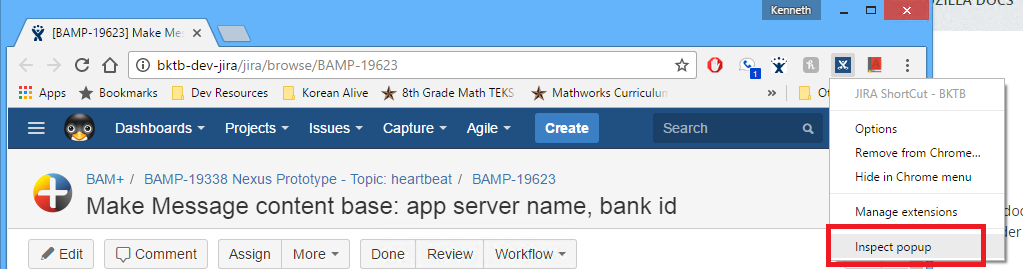 Kenneth
[BAMP-19623] Make Me
ZILLA DOCS
bktb-dev-jira/jira/browse/BAMP-19623
1
Apps Bookmarks Dev Resources Korean Alive 8th Grade Math TEKS Mathworks Curriculum » Ot
JIRA ShortCut - BKTB
Dashboards Projects Issues Capture Agile Create Search
Options
Remove from Chrome...
Hide in Chrome menu
BAM+ / BAMP-19338 Nexus Prototype - Topic: heartbeat / BAMP-19623
Make Message content base: app server name, bank id
Manage extensions
Edit Comment Assign More Done Review Workflow
Inspect popup